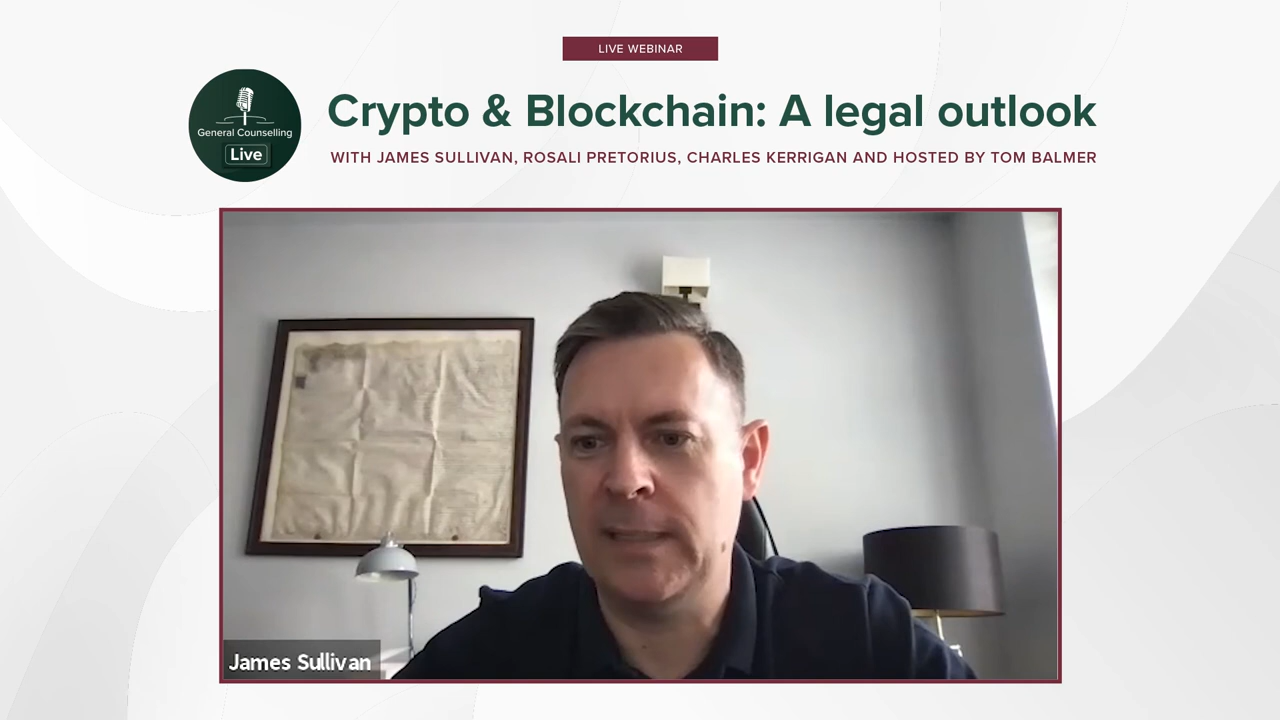 LIVE WEBINAR
General Counselling
Live
Crypto & Blockchain: A legal outlook
WITH JAMES SULLIVAN, ROSALI PRETORIUS, CHARLES KERRIGAN AND HOSTED BY TOM BALMER
James Sullivan